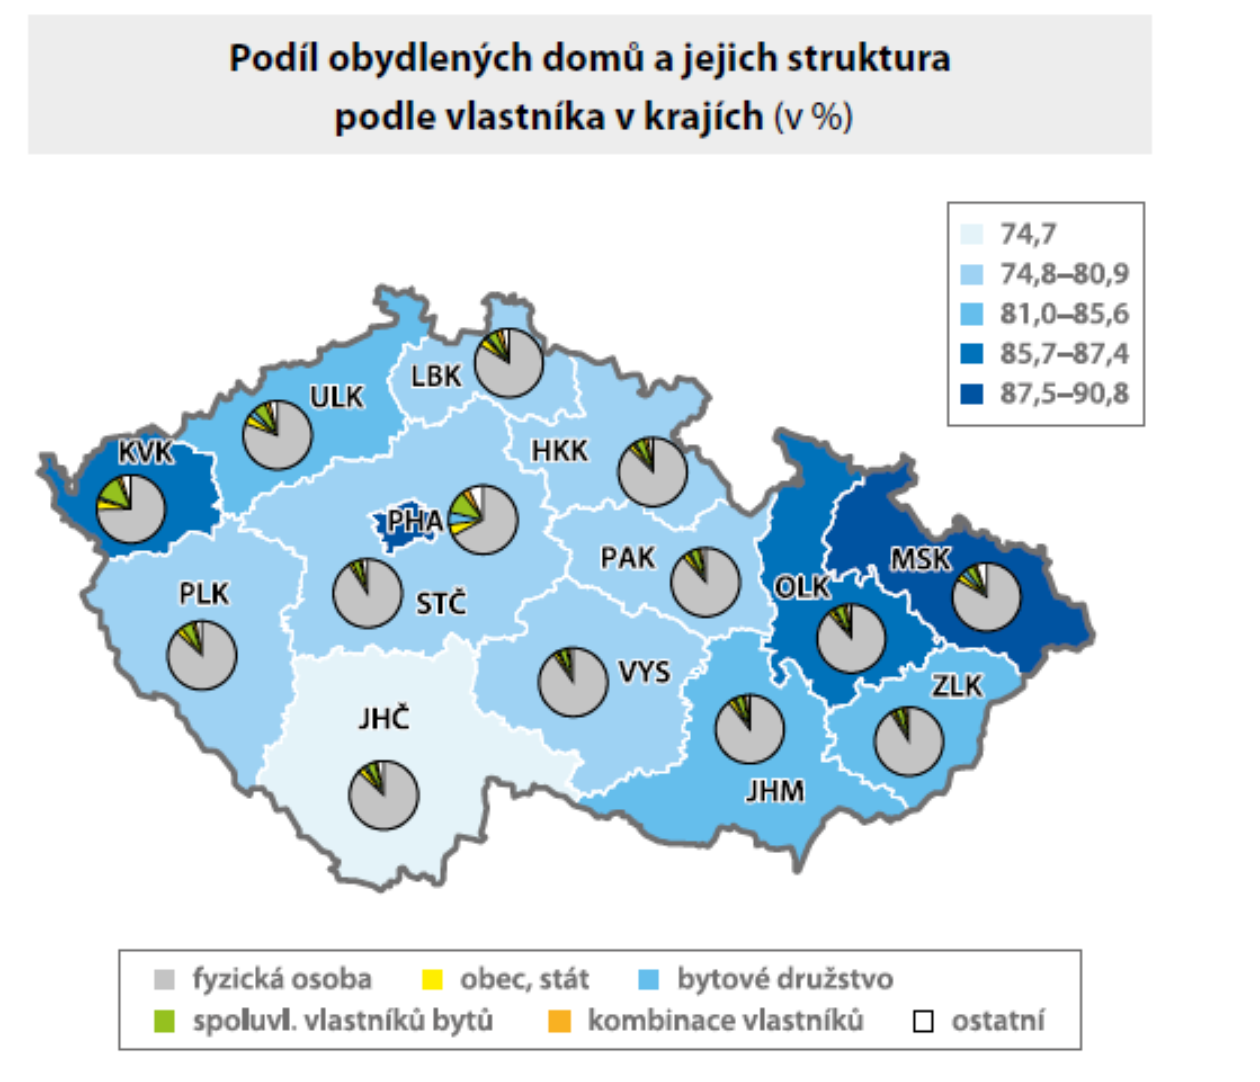 Podíl obydlených domů a jejich struktura
podle vlastníka v krajích (v %)
74,7
74,8–80,9
81,0–85,6
85,7–87,4
87,5–90,8
LBK
ULK
KVK
HKK
PHA
PAK
MSK
OLK
PLK
STČ
VYS
ZLK
JHČ
JHM
fyzická osoba
obec, stát
bytové družstvo
spoluvl. vlastníků bytů
kombinace vlastníků
ostatní